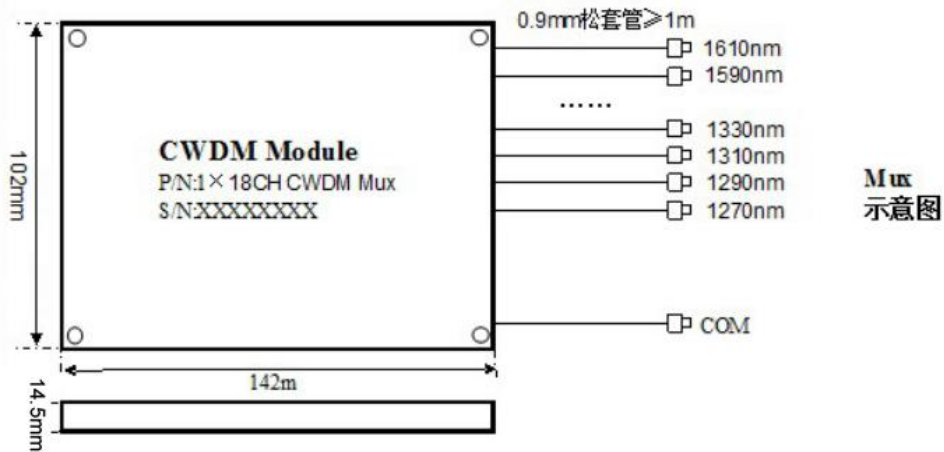 0.9mm松套管≥1m
1610nm
1590nm
……
1330nm
1310nm
1290nm
1270nm
COM
CWDM Module
P/N:1×18CH CWDM Mux
S/N:XXXXXXXX
102mm
142m
14.5mm
Mux
示意图